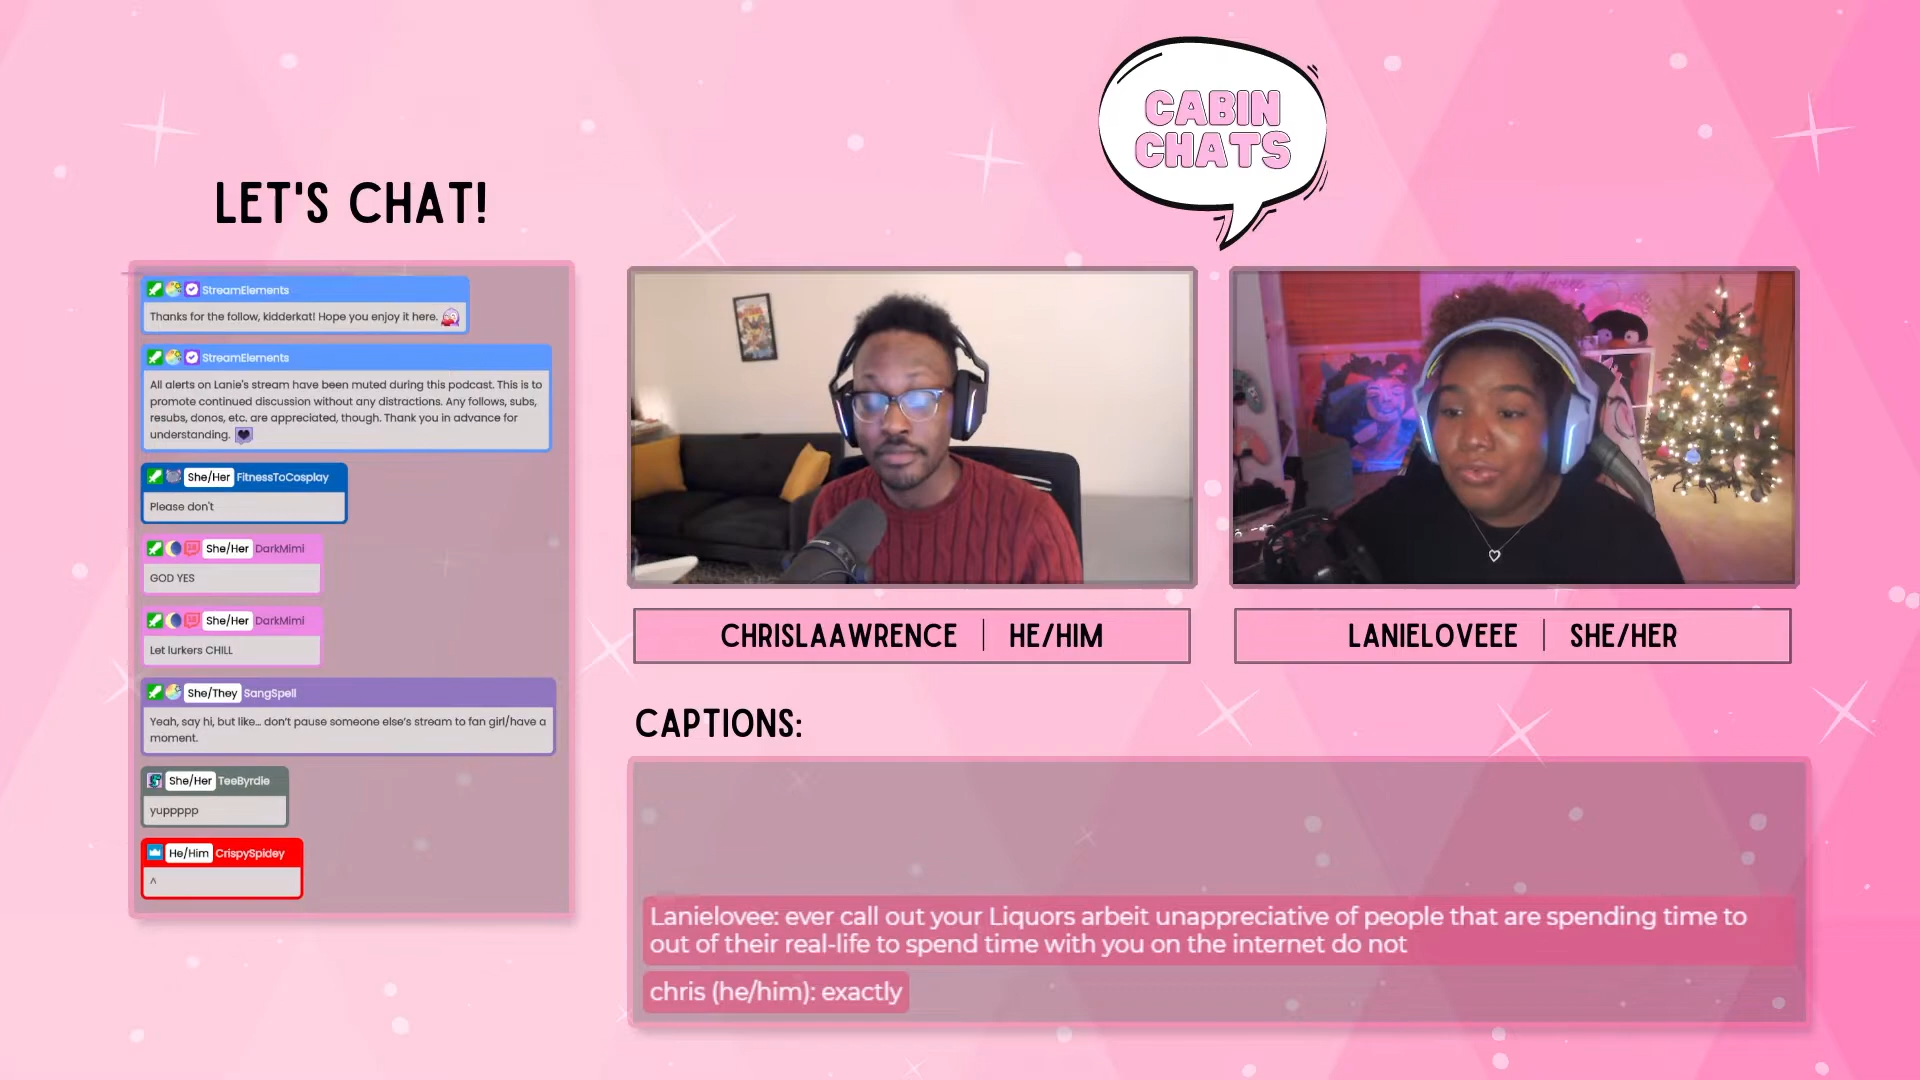 CABIN
CHATS
LET'S CHAT!
StreamElements
Thanks for the follow, kidderkat! Hope you enjoy it here.
StreamElements
All alerts on Lanie's stream have been muted during this podcast. This is to
promote continued discussion without any distractions. Any follows, subs,
resubs, donos, etc. are appreciated, though. Thank you in advance for
understanding.
She/Her FitnessToCosplay
Please don't
She/Her DarkMimi
GOD YES
She/Her DarkMimi
Let lurkers CHILL
She/They SangSpell
Yeah, say hi, but like... don't pause someone else's stream to fan girl/have a
moment.
She/Her TeeByrdie
yuppppp
He/Him CrispySpidey
^
CHRISLAAWRENCE | HE/HIM
LANIELOVEEE | SHE/HER
CAPTIONS:
Lanielovee: ever call out your Liquors arbeit unappreciative of people that are spending time to
out of their real-life to spend time with you on the internet do not
chris (he/him): exactly